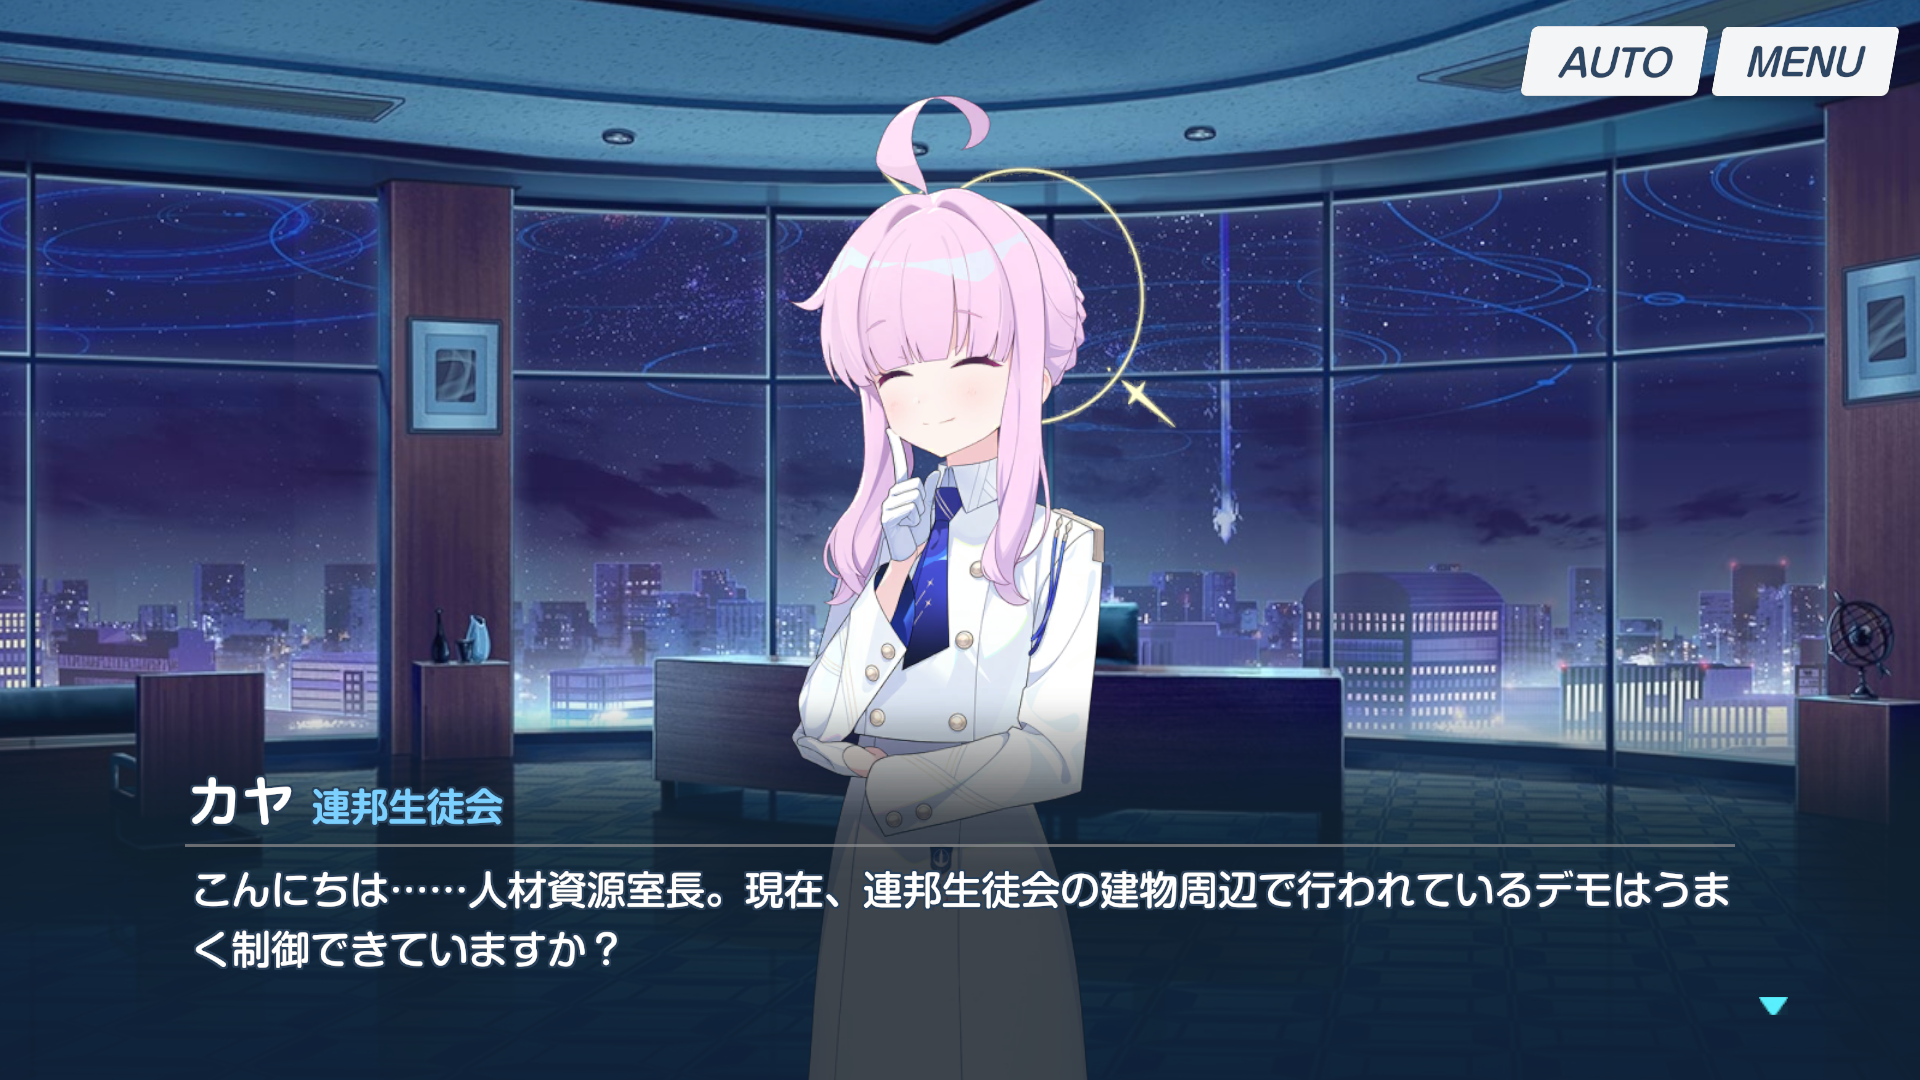 AUTO
MENU
カヤ 連邦生徒会
こんにちは……人材資源室長。現在、連邦生徒会の建物周辺で行われているデモはうま
く制御できていますか？